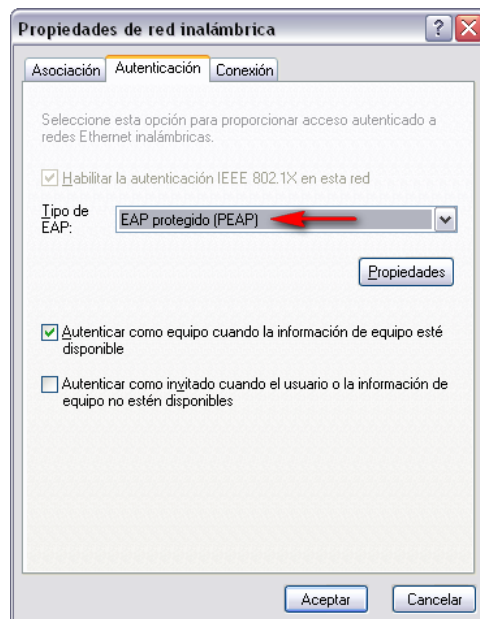 Propiedades de red inalámbrica
Asociación Autenticación Conexión
Seleccione esta opción para proporcionar acceso autenticado a
redes Ethernet inalámbricas.
Habilitar la autenticación IEEE 802.1X en esta red
Tipo de
EAP:
EAP protegido (PEAP)
Propiedades
Autenticar como equipo cuando la información de equipo esté
disponible
Autenticar como invitado cuando el usuario o la información de
equipo no estén disponibles
Aceptar Cancelar